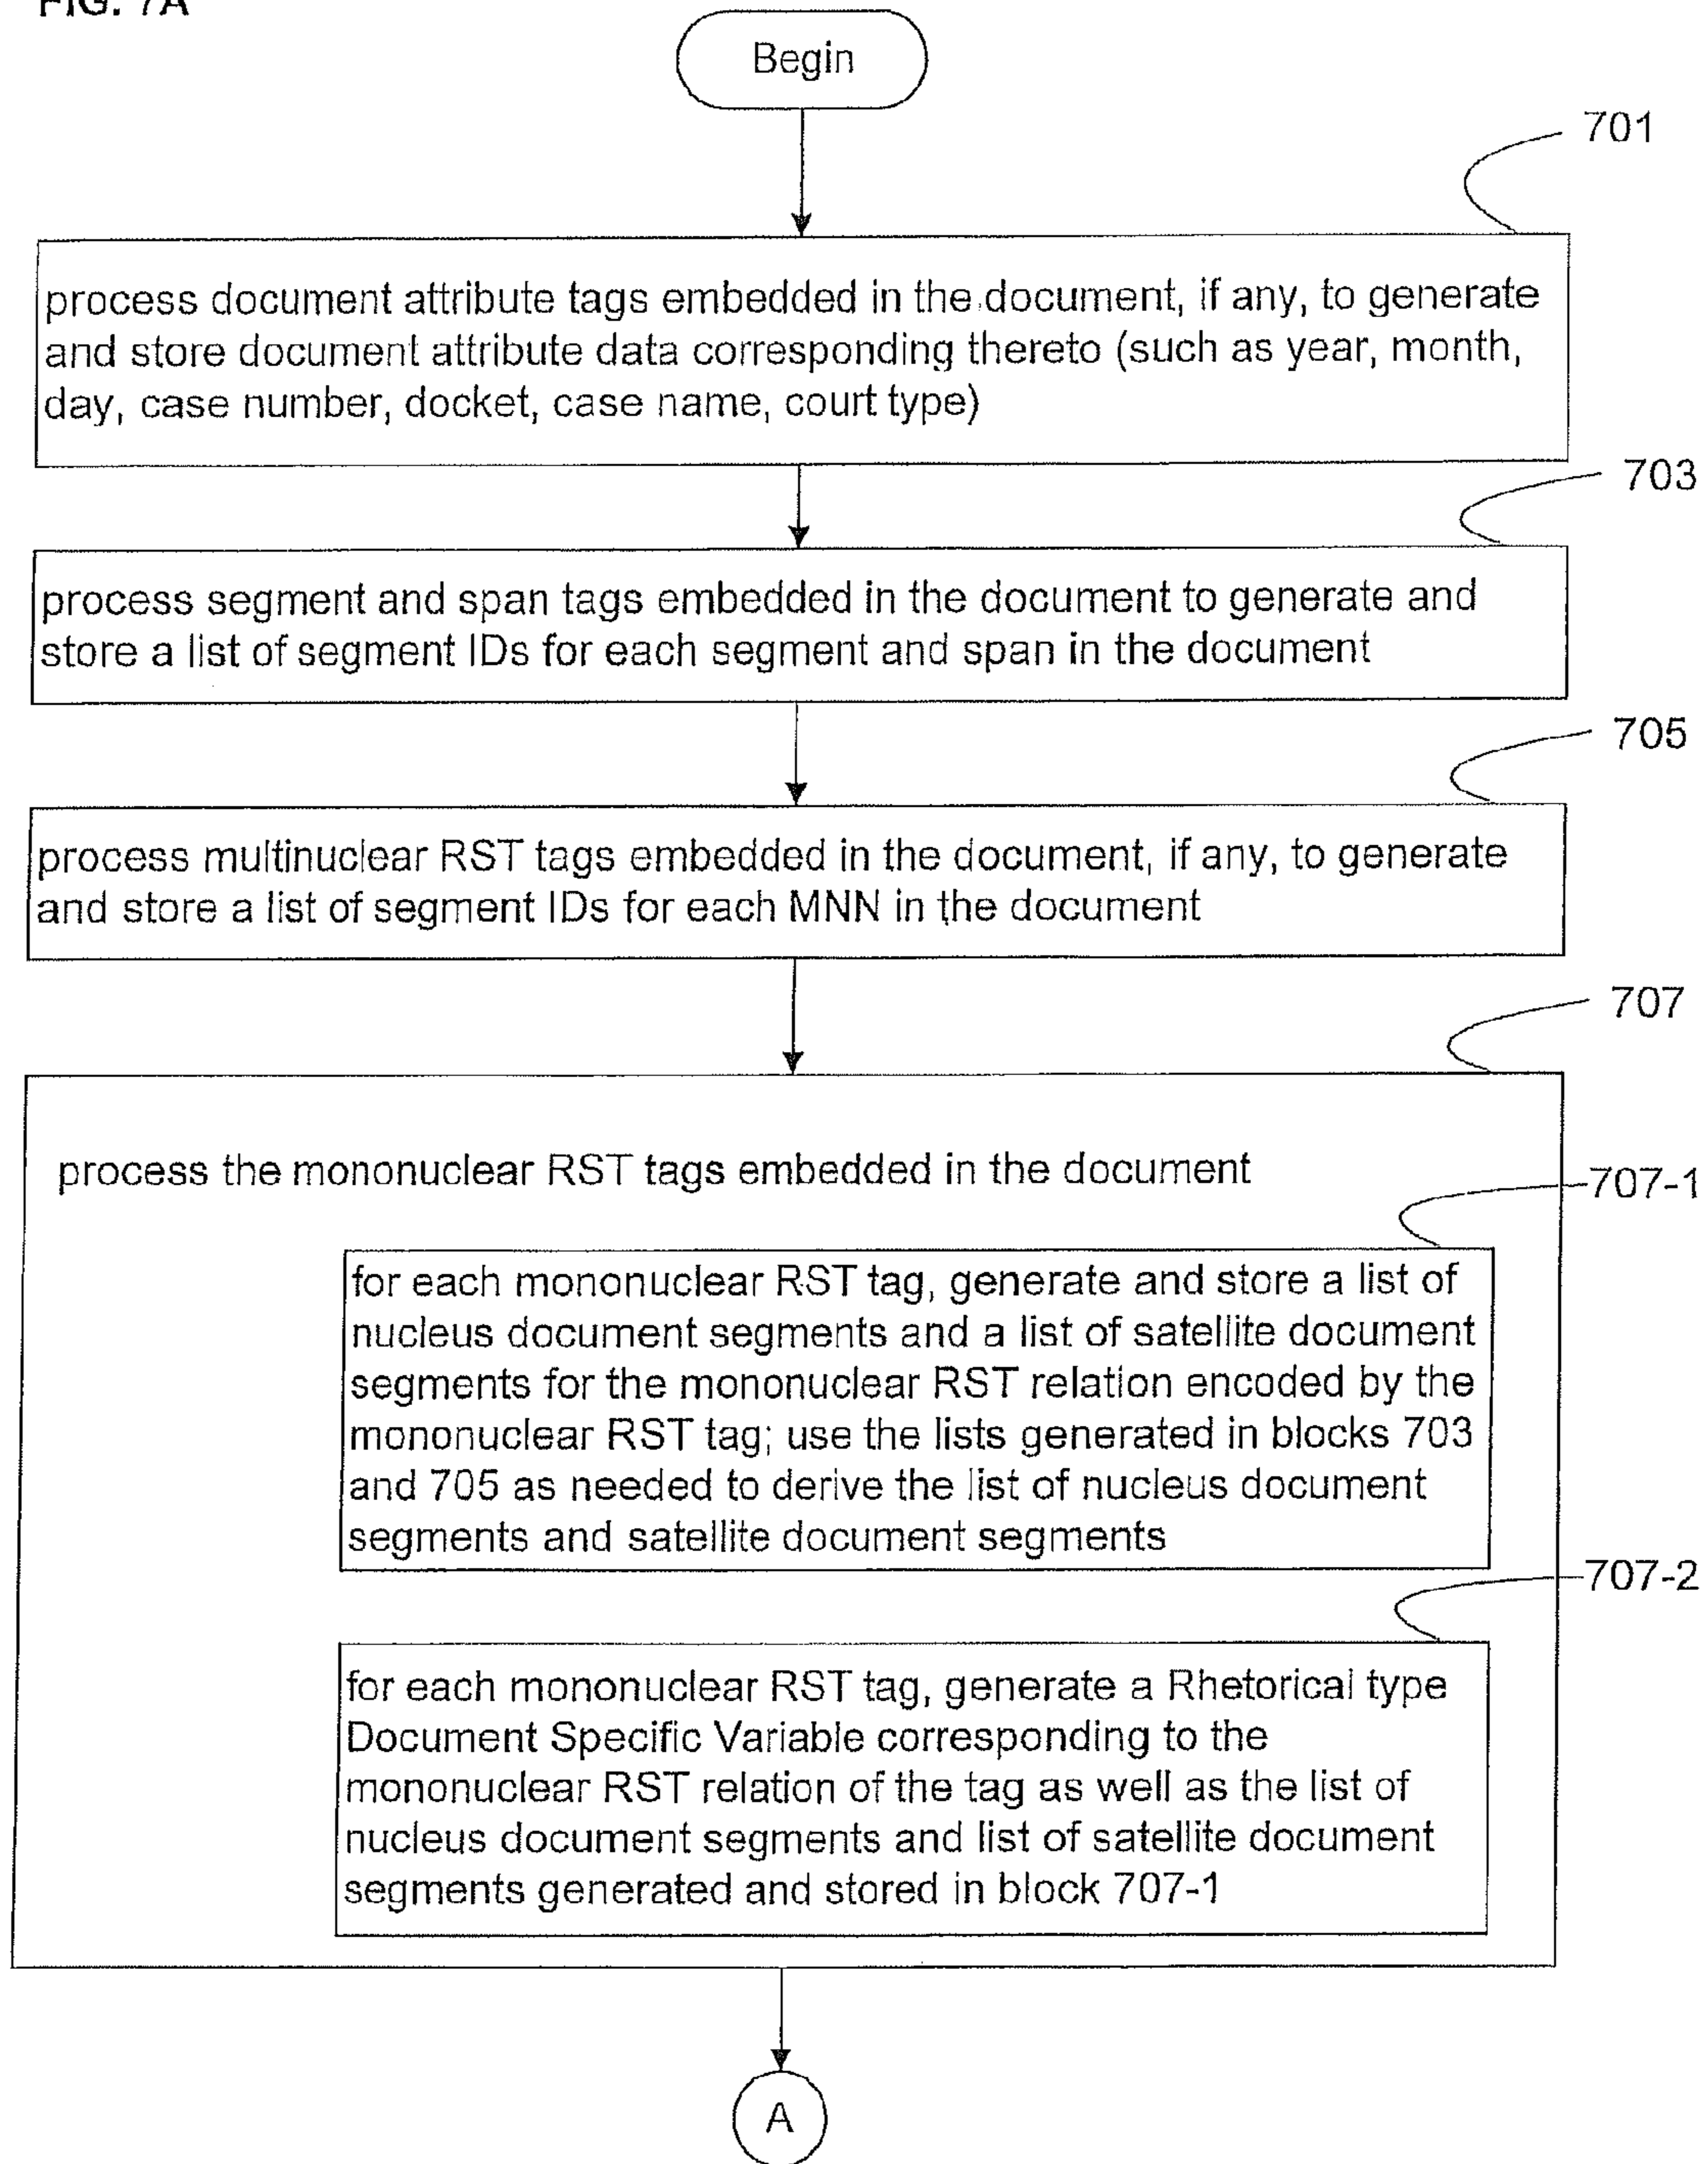 FIG. 7A
Begin
701
process document attribute tags embedded in the document, if any, to generate
and store document attribute data corresponding thereto (such as year, month,
day, case number, docket, case name, court type)
703
process segment and span tags embedded in the document to generate and
store a list of segment IDs for each segment and span in the document
705
process multinuclear RST tags embedded in the document, if any, to generate
and store a list of segment IDs for each MNN in the document
707
process the mononuclear RST tags embedded in the document
707-1
for each mononuclear RST tag, generate and store a list of
nucleus document segments and a list of satellite document
segments for the mononuclear RST relation encoded by the
mononuclear RST tag; use the lists generated in blocks 703
and 705 as needed to derive the list of nucleus document
segments and satellite document segments
707-2
for each mononuclear RST tag, generate a Rhetorical type
Document Specific Variable corresponding to the
mononuclear RST relation of the tag as well as the list of
nucleus document segments and list of satellite document
segments generated and stored in block 707-1
A